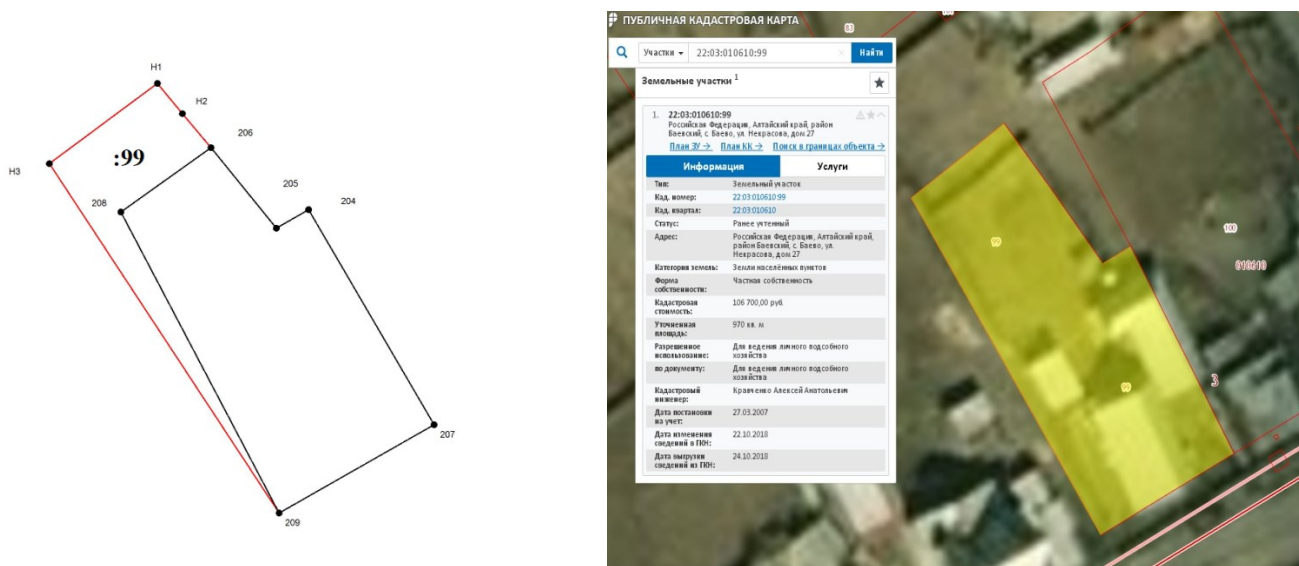 H1
H2
206
:99
H3
205
204
208
207
209
ПУБЛИЧНАЯ КАДАСТРОВАЯ КАРТА
Участки 22:03:010610:99 × Найти
Земельные участки 1
1. 22:03:010610:99
Российская Федерация, Алтайский край, район
Баевский, с. Баево, ул. Некрасова, дом 27
План ЗУ → План КК → Поиск в границах объекта →
Информация Услуги
Тип: Земельный участок
Кад. номер: 22:03:010610:99
Кад. квартал: 22:03:010610
Статус: Ранее учтенный
Адрес: Российская Федерация, Алтайский край,
район Баевский, с. Баево, ул.
Некрасова, дом 27
Категория земель: Земли населённых пунктов
Форма
собственности: Частная собственность
Кадастровая
стоимость: 106 700,00 руб.
Уточненная
площадь: 970 кв. м
Разрешенное
использование: Для ведения личного подсобного
хозяйства
по документу: Для ведения личного подсобного
хозяйства
Кадастровый
инженер: Кравченко Алексей Анатольевич
Дата постановки
на учет: 27.03.2007
Дата изменения
сведений в ГКН: 22.10.2018
Дата выгрузки
сведений из ГКН: 24.10.2018
83
99
100
010610
99
3